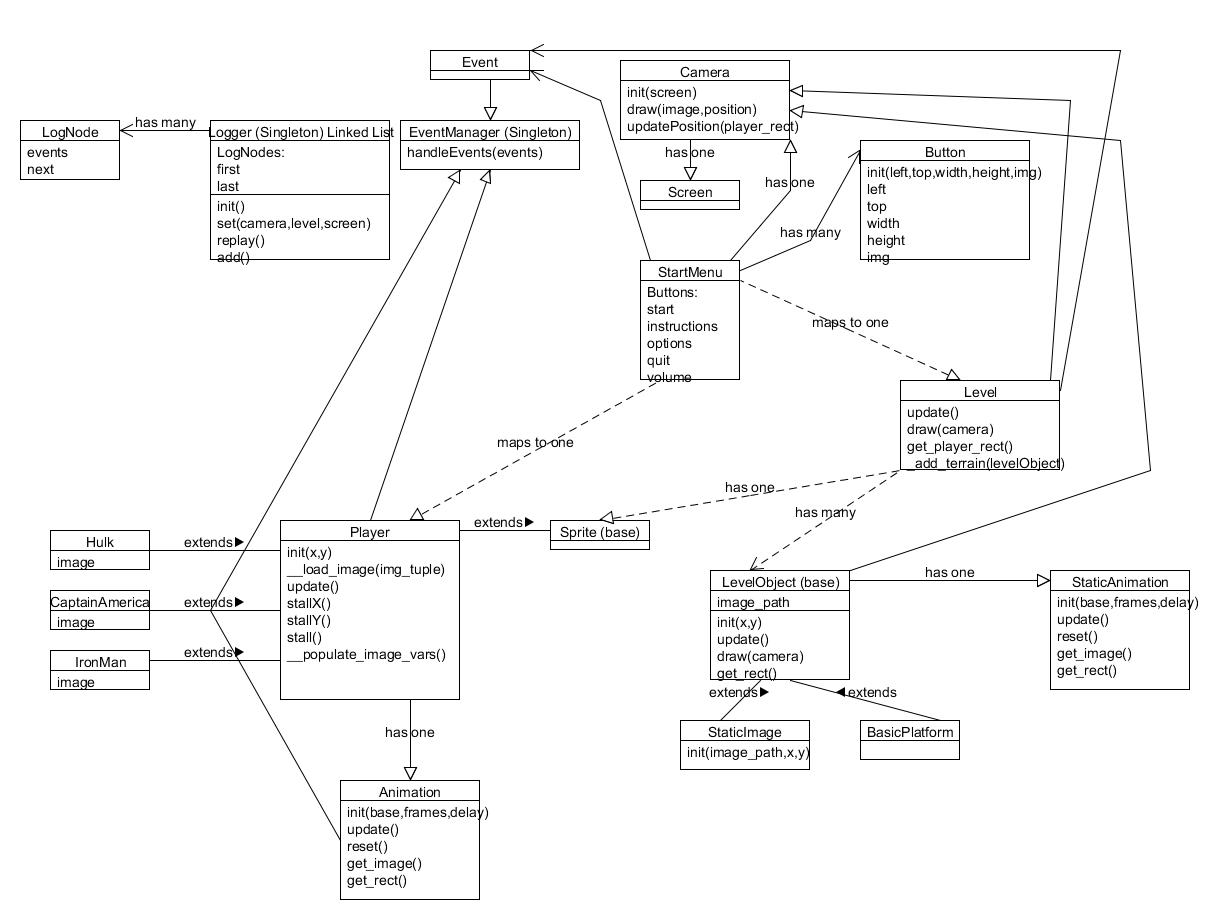 Event
Camera
init(screen)
draw(image,position)
updatePosition(player_rect)
LogNode
events
next
has many
Logger (Singleton) Linked List
LogNodes:
first
last
init()
set(camera,level,screen)
replay()
add()
EventManager (Singleton)
handleEvents(events)
has one
Screen
has one
Button
init(left,top,width,height,img)
left
top
width
height
img
has many
StartMenu
Buttons:
start
instructions
options
quit
volume
maps to one
Level
update()
draw(camera)
get_player_rect()
_add_terrain(levelObject)
maps to one
has one
has many
Hulk
image
extends
CaptainAmerica
image
extends
IronMan
image
extends
Player
init(x,y)
__load_image(img_tuple)
update()
stallX()
stallY()
stall()
__populate_image_vars()
extends
Sprite (base)
LevelObject (base)
image_path
init(x,y)
update()
draw(camera)
get_rect()
has one
StaticAnimation
init(base,frames,delay)
update()
reset()
get_image()
get_rect()
extends
extends
StaticImage
init(image_path,x,y)
BasicPlatform
has one
Animation
init(base,frames,delay)
update()
reset()
get_image()
get_rect()